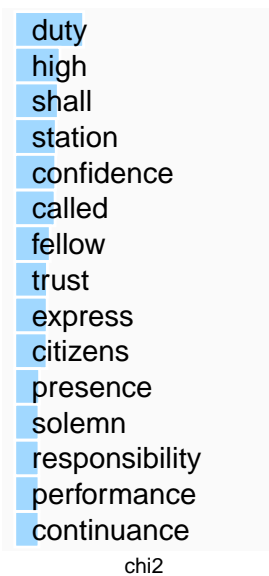 duty
high
shall
station
confidence
called
fellow
trust
express
citizens
presence
solemn
responsibility
performance
continuance
chi2